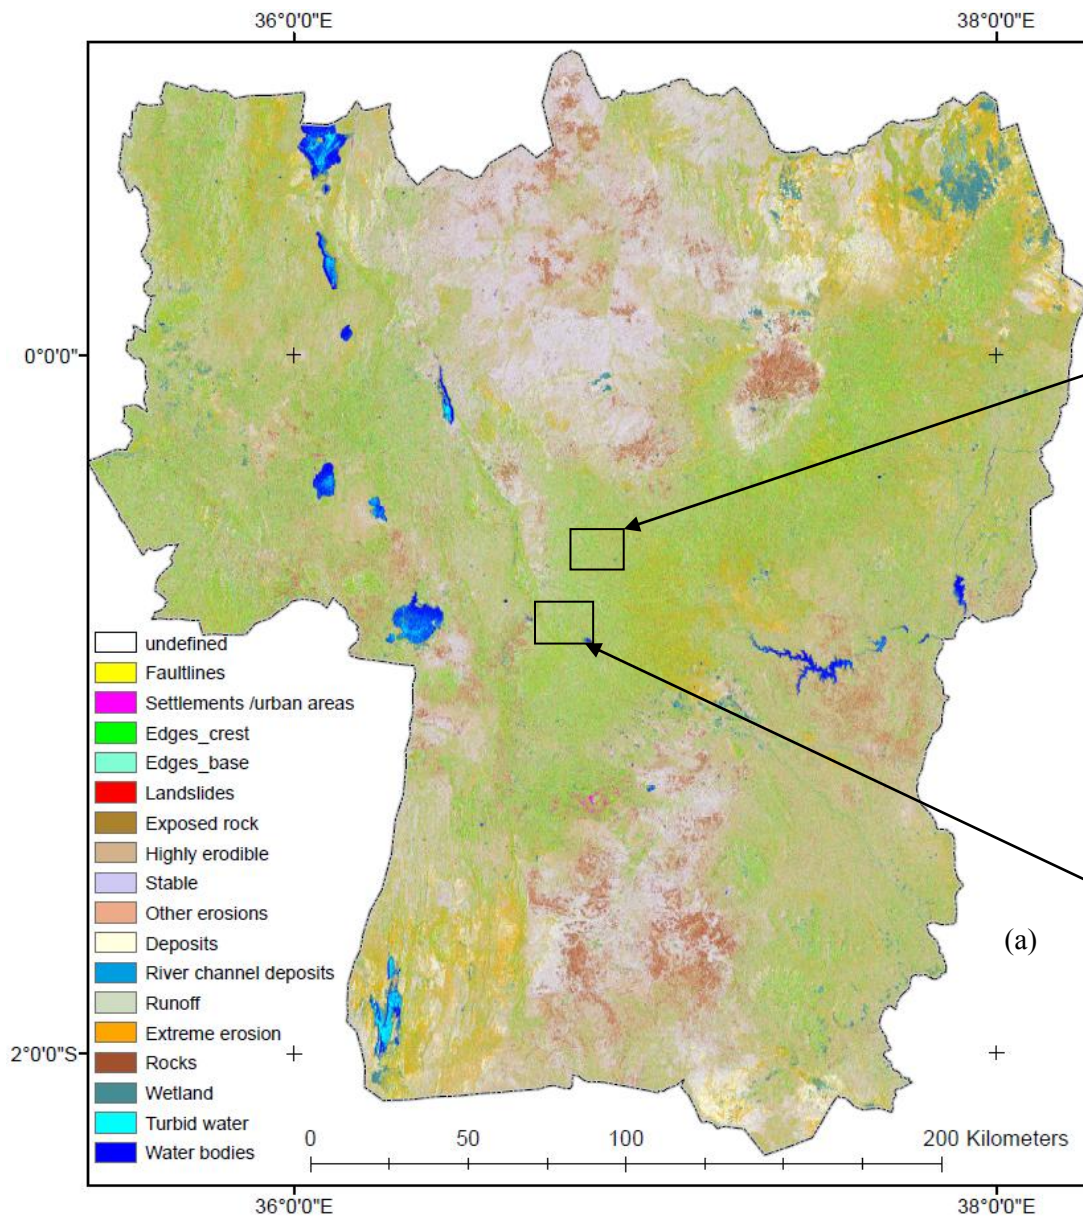 36°0'0"E 38°0'0"E
0°0'0"
undefined
Faultlines
Settlements /urban areas
Edges_crest
Edges_base
Landslides
Exposed rock
Highly erodible
Stable
Other erosions
Deposits
River channel deposits
Runoff
Extreme erosion
Rocks
Wetland
Turbid water
Water bodies
(a)
2°0'0"S
0 50 100 200 Kilometers
36°0'0"E 38°0'0"E